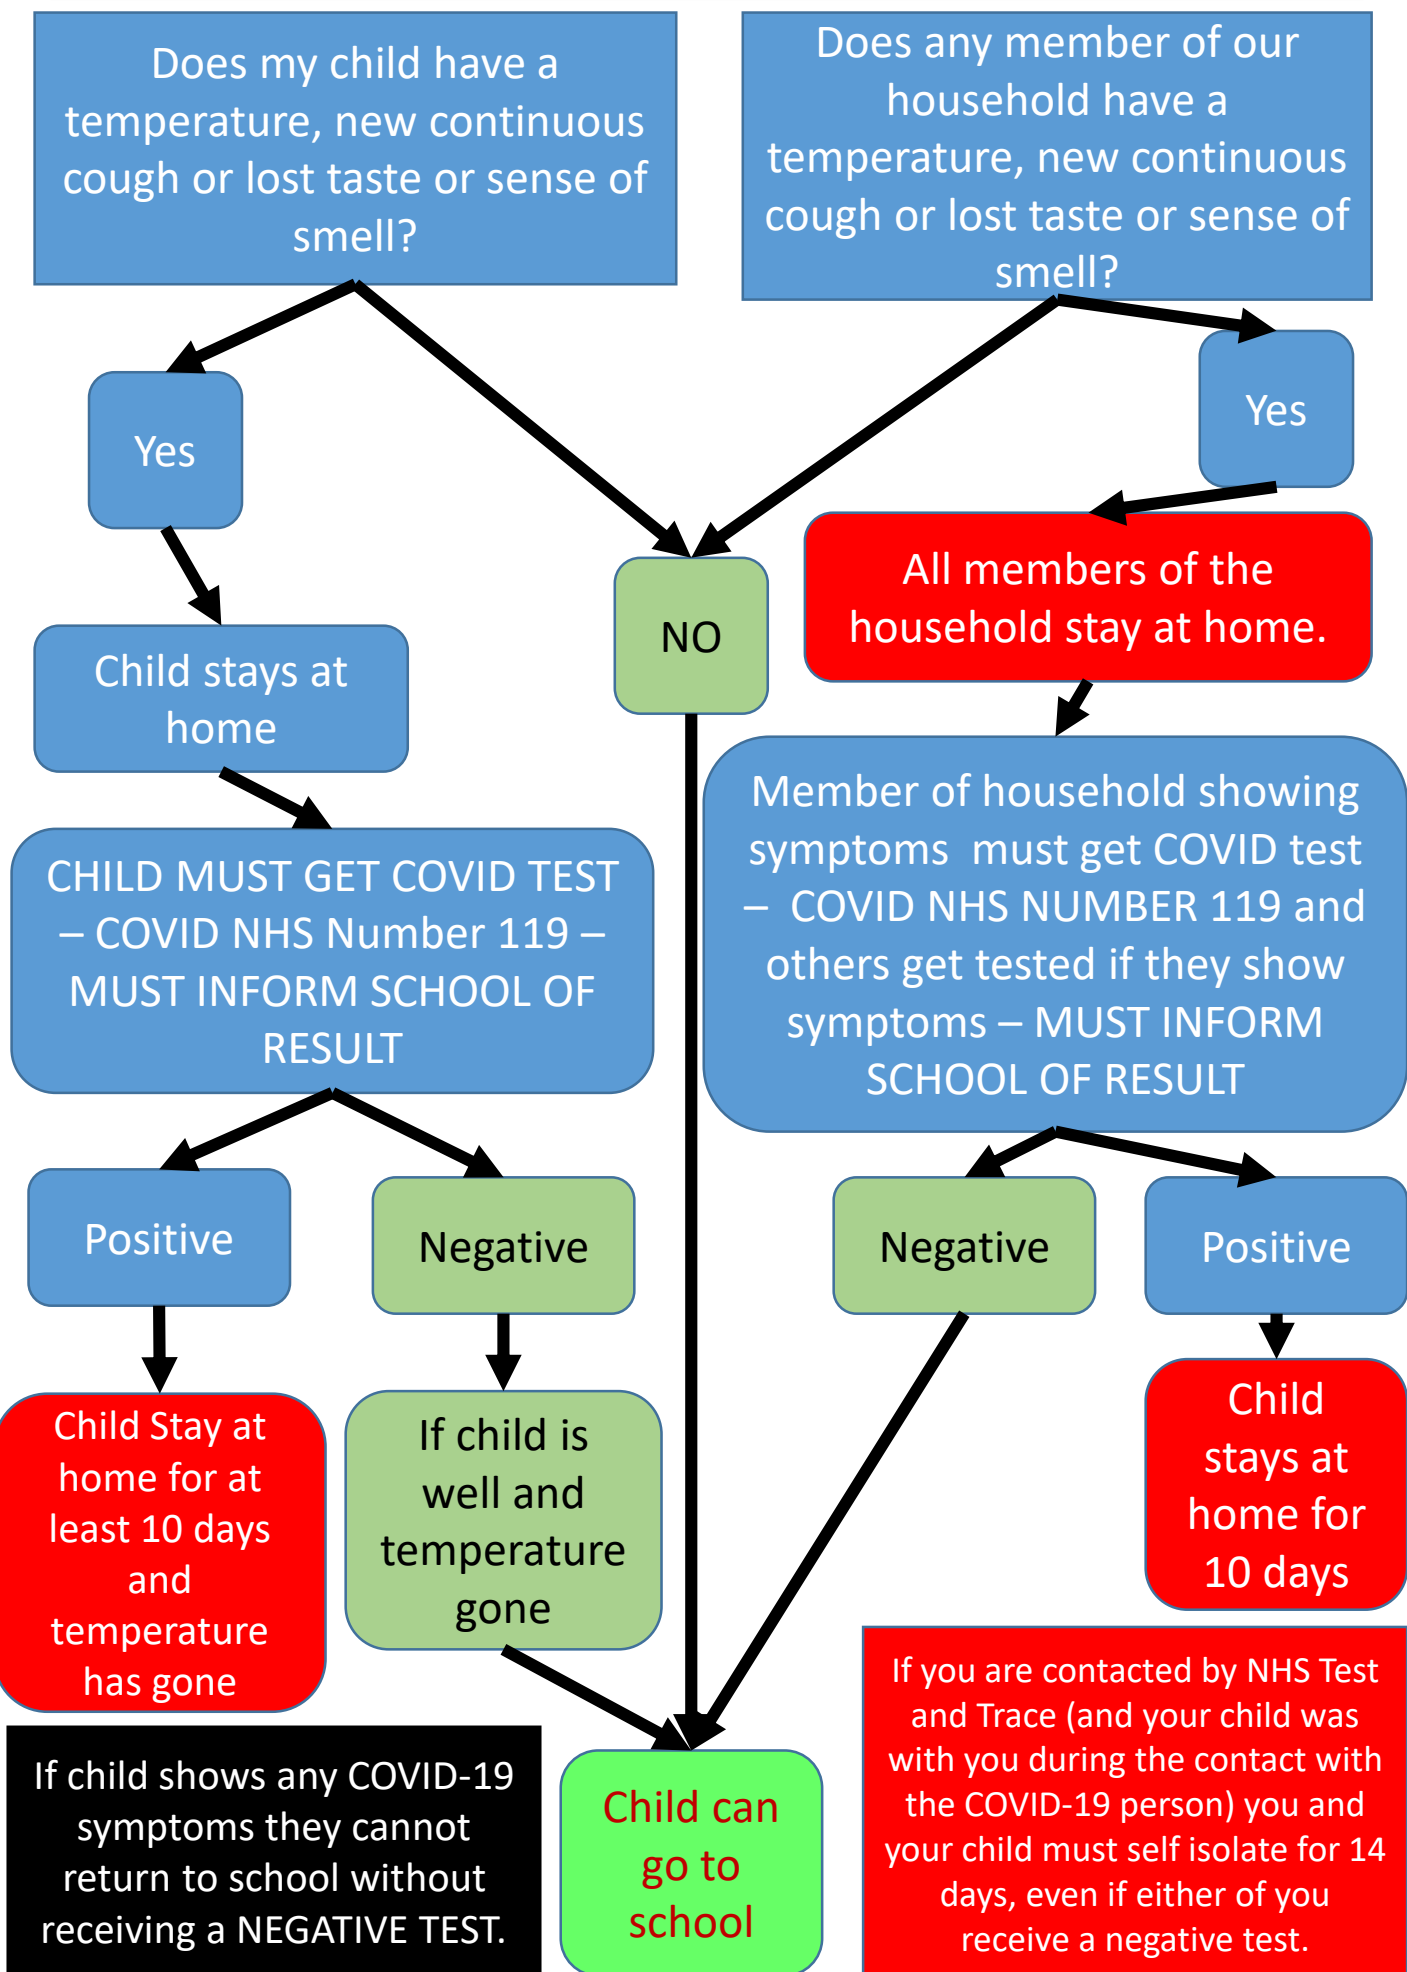 Does my child have a
temperature, new continuous
cough or lost taste or sense of
smell?
Does any member of our
household have a
temperature, new continuous
cough or lost taste or sense of
smell?
Yes
Yes
NO
All members of the
household stay at home.
Child stays at
home
Member of household showing
symptoms must get COVID test
– COVID NHS NUMBER 119 and
others get tested if they show
symptoms – MUST INFORM
SCHOOL OF RESULT
CHILD MUST GET COVID TEST
– COVID NHS Number 119 –
MUST INFORM SCHOOL OF
RESULT
Positive
Negative
Negative
Positive
Child Stay at
home for at
least 10 days
and
temperature
has gone
If child is
well and
temperature
gone
Child
stays at
home for
10 days
If child shows any COVID-19
symptoms they cannot
return to school without
receiving a NEGATIVE TEST.
Child can
go to
school
If you are contacted by NHS Test
and Trace (and your child was
with you during the contact with
the COVID-19 person) you and
your child must self isolate for 14
days, even if either of you
receive a negative test.